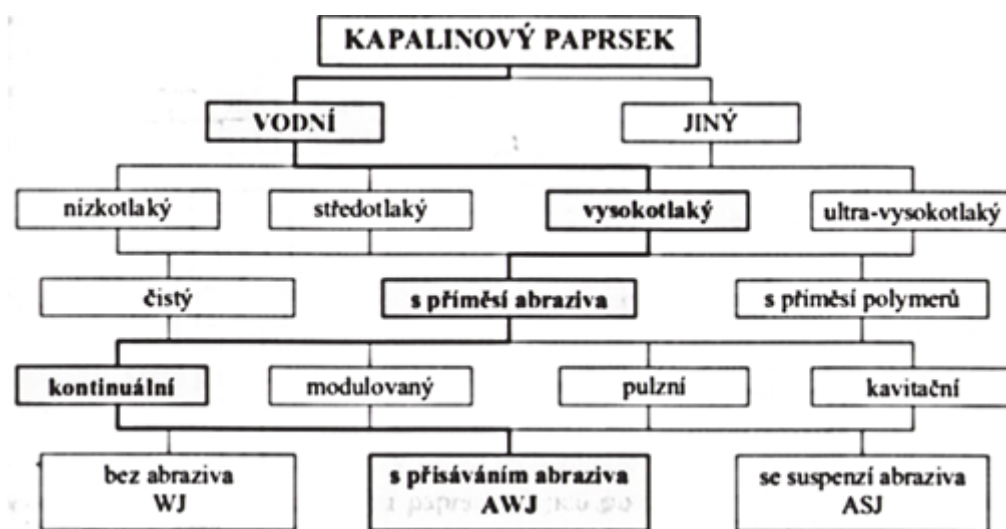 KAPALINOVÝ PAPRSEK
VODNÍ
JINÝ
nízkotlaký
středotlaký
vysokotlaký
ultra-vysokotlaký
čistý
s příměsí abraziva
s příměsí polymerů
kontinuální
modulovaný
pulzní
kavitační
bez abraziva
WJ
s přisáváním abraziva
AWJ
se suspenzí abraziva
ASJ